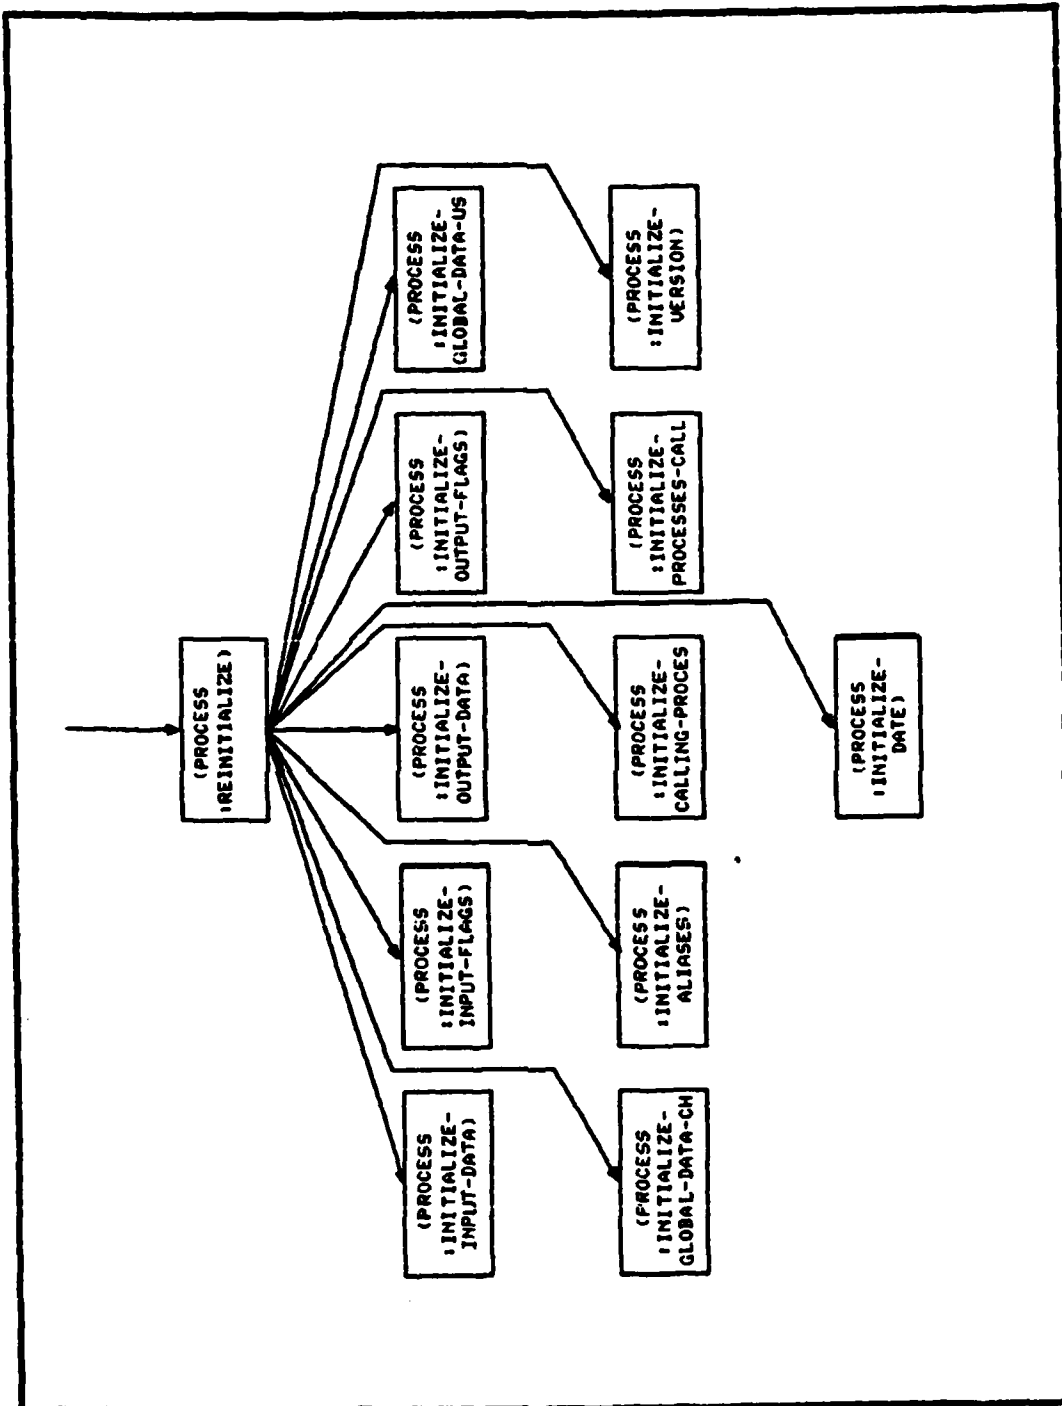 (PROCESS
:REINITIALIZE)
(PROCESS
:INITIALIZE-
INPUT-DATA)
(PROCESS
:INITIALIZE-
INPUT-FLAGS)
(PROCESS
:INITIALIZE-
OUTPUT-DATA)
(PROCESS
:INITIALIZE-
OUTPUT-FLAGS)
(PROCESS
:INITIALIZE-
GLOBAL-DATA-US
(PROCESS
:INITIALIZE-
GLOBAL-DATA-CH
(PROCESS
:INITIALIZE-
ALIASES)
(PROCESS
:INITIALIZE-
CALLING-PROCES
(PROCESS
:INITIALIZE-
PROCESSES-CALL
(PROCESS
:INITIALIZE-
VERSION)
(PROCESS
:INITIALIZE-
DATE)